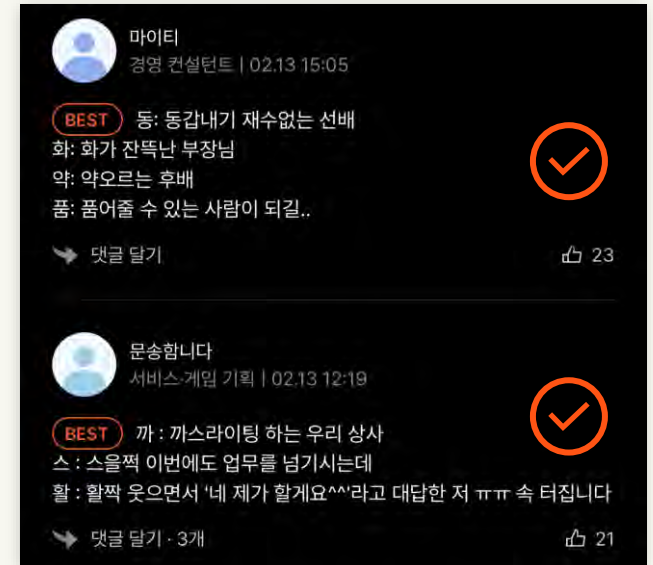 마이티
경영 컨설턴트 | 02.13 15:05
BEST 동: 동갑내기 재수없는 선배
화: 화가 잔뜩난 부장님
약: 약오르는 후배
품: 품어줄 수 있는 사람이 되길..
댓글 달기 23
문송합니다
서비스·게임 기획 | 02.13 12:19
BEST 까 : 까스라이팅 하는 우리 상사
스 : 스을쩍 이번에도 업무를 넘기시는데
활 : 활짝 웃으면서 '네 제가 할게요^^'라고 대답한 저 ㅠㅠ 속 터집니다
댓글 달기 · 3개 21